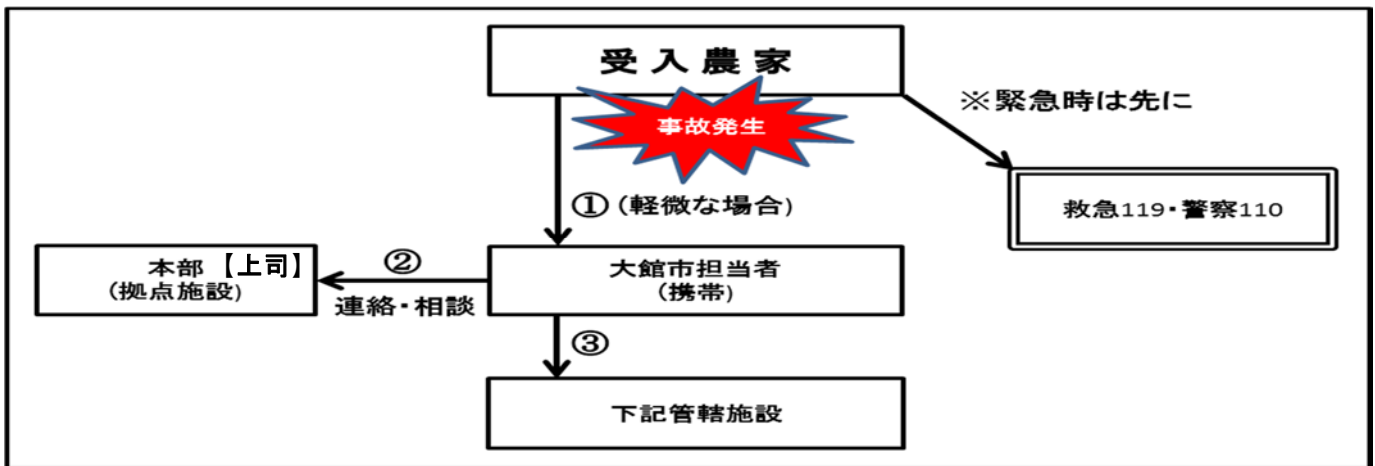 受入農家
事故発生
※緊急時は先に
救急119・警察110
①(軽微な場合)
大館市担当者
(携帯)
②
連絡・相談
本部【上司】
(拠点施設)
③
下記管轄施設